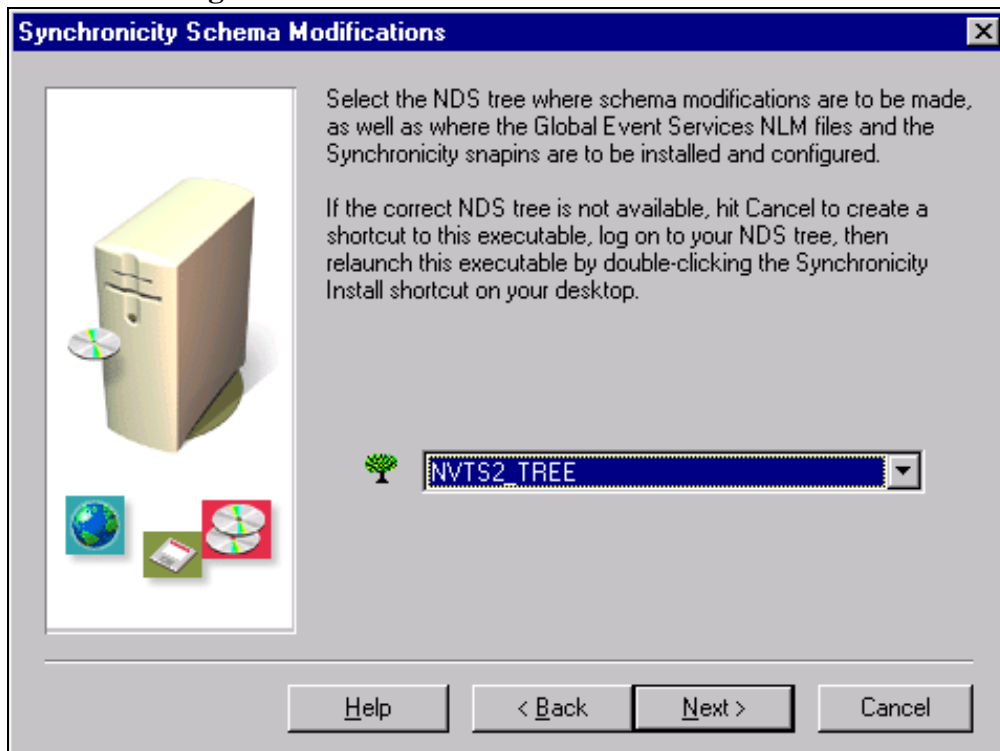 Synchronicity Schema Modifications
Select the NDS tree where schema modifications are to be made,
as well as where the Global Event Services NLM files and the
Synchronicity snapins are to be installed and configured.
If the correct NDS tree is not available, hit Cancel to create a
shortcut to this executable, log on to your NDS tree, then
relaunch this executable by double-clicking the Synchronicity
Install shortcut on your desktop.
NVTS2_TREE
Help
< Back
Next >
Cancel